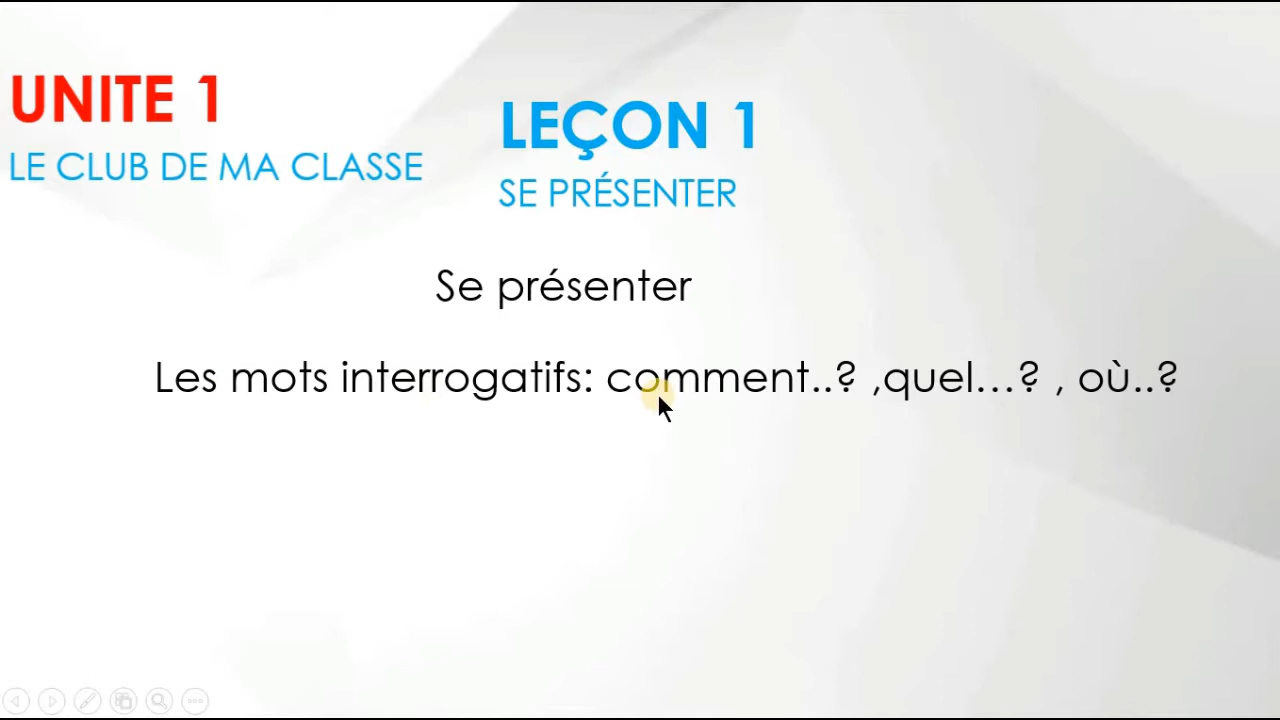 UNITE 1
LE CLUB DE MA CLASSE
LEÇON 1
SE PRÉSENTER
Se présenter
Les mots interrogatifs: comment..? ,quel...? , où..?